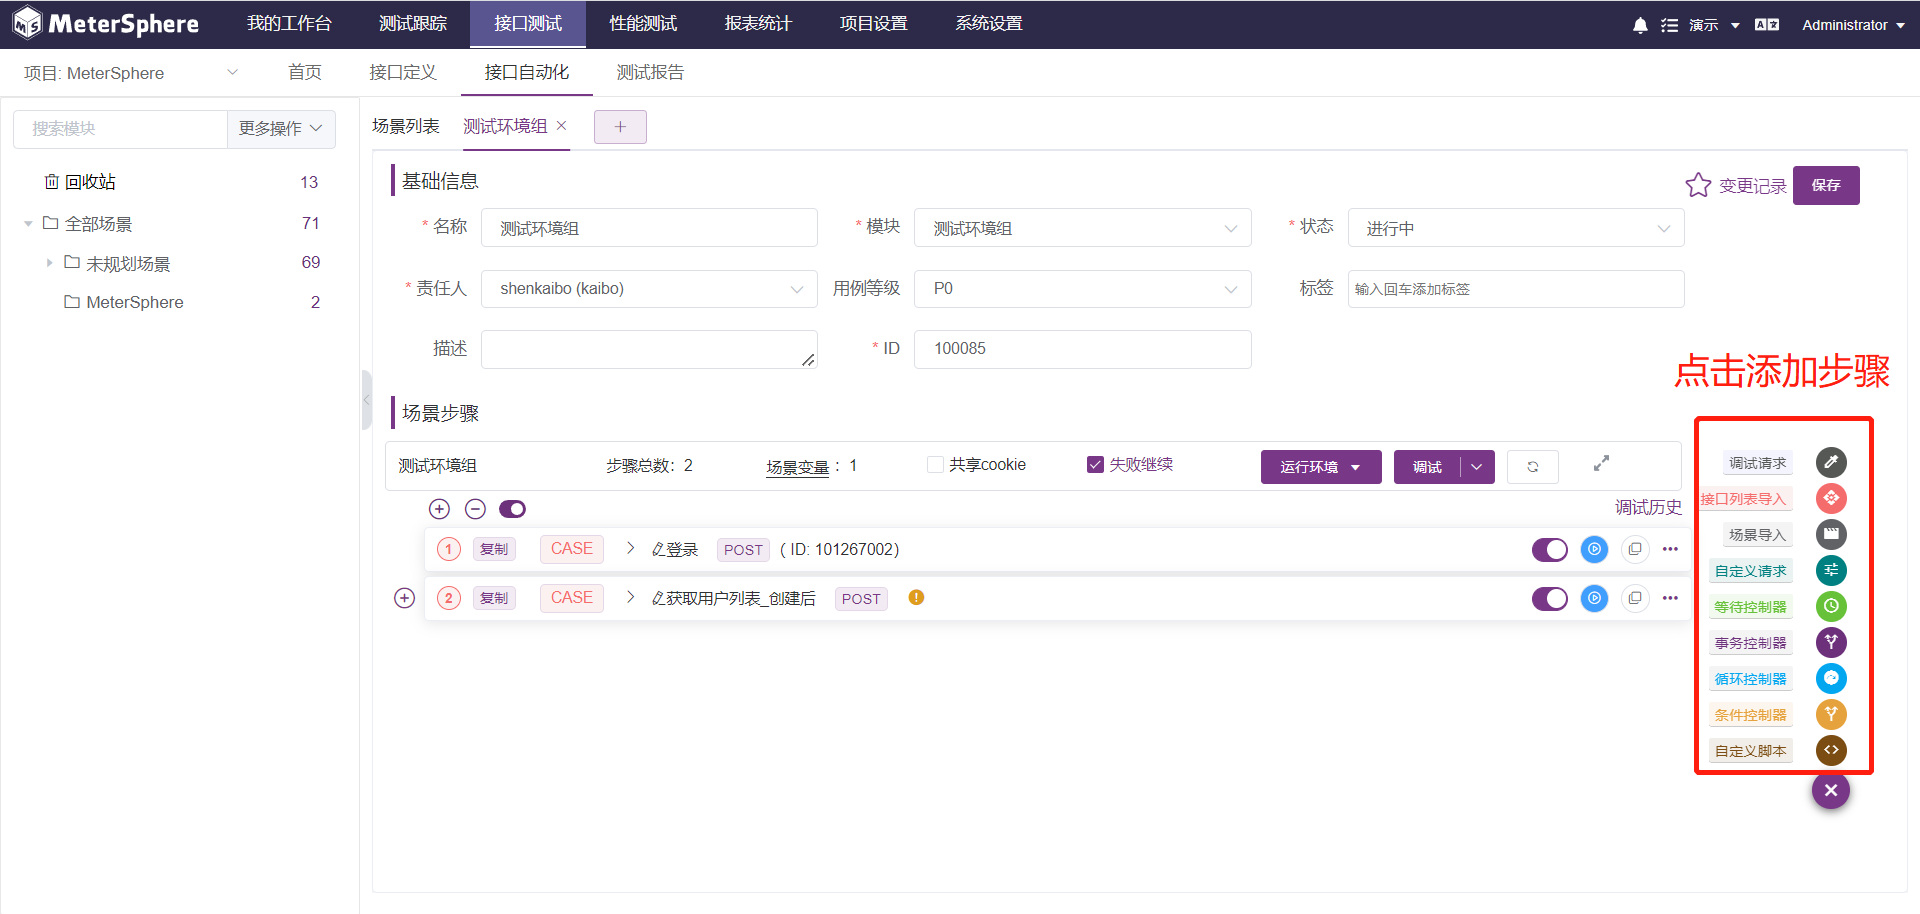 MeterSphere 我的工作台 测试跟踪 接口测试 性能测试 报表统计 项目设置 系统设置 演示 Administrator
项目: MeterSphere 首页 接口定义 接口自动化 测试报告
搜索模块 更多操作
回收站 13
全部场景 71
未规划场景 69
MeterSphere 2
场景列表 测试环境组 +
基础信息 变更记录 保存
* 名称 测试环境组 * 模块 测试环境组 * 状态 进行中
* 责任人 shenkaibo (kaibo) 用例等级 P0 标签 输入回车添加标签
描述 * ID 100085
点击添加步骤
场景步骤
测试环境组 步骤总数：2 场景变量：1 共享cookie 失败继续 运行环境 调试
调试历史
1 复制 CASE 登录 POST ( ID: 101267002)
2 复制 CASE 获取用户列表_创建后 POST
调试请求
接口列表导入
场景导入
自定义请求
等待控制器
事务控制器
循环控制器
条件控制器
自定义脚本